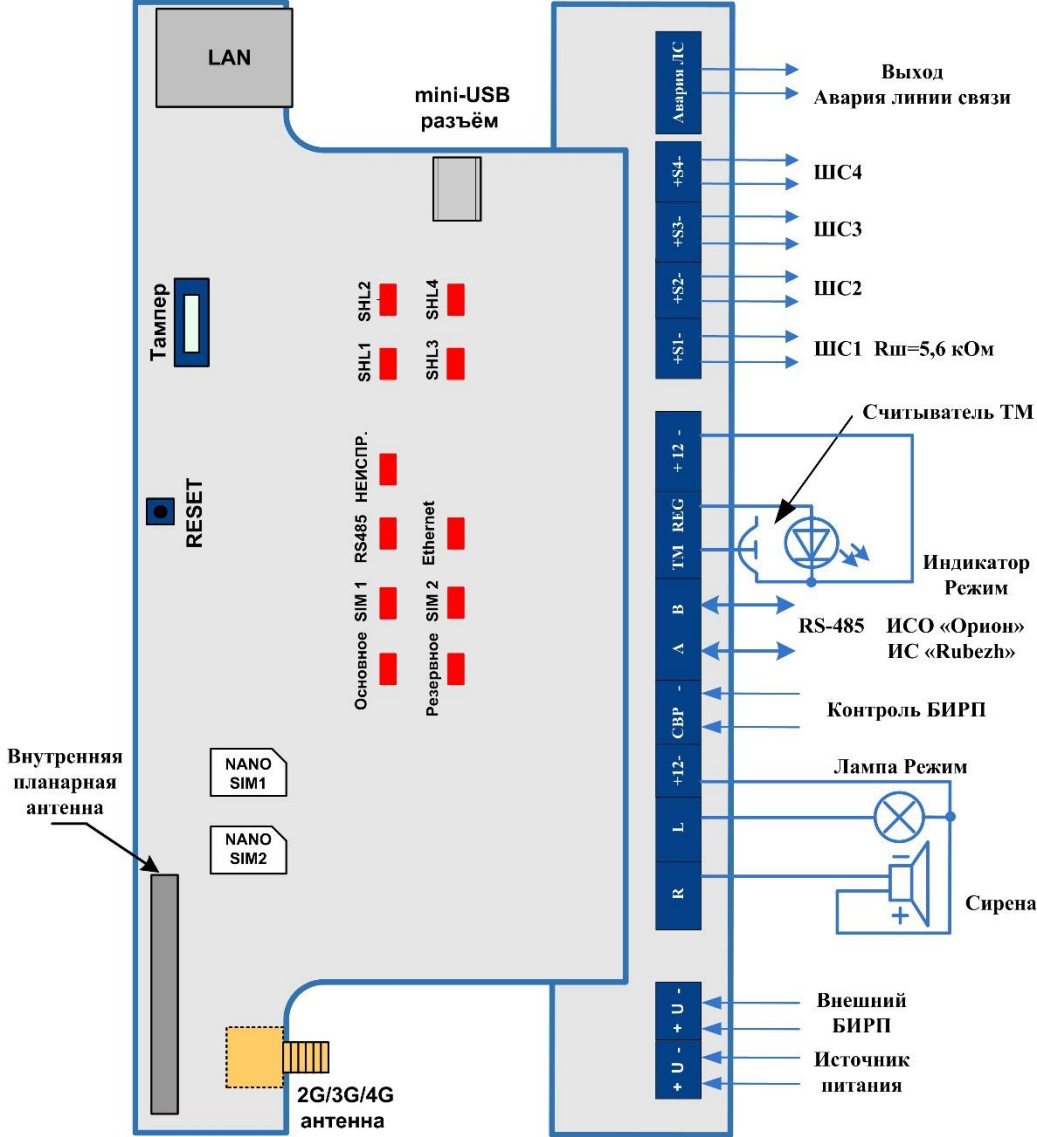 LAN
mini-USB
разъём
Тампер
RESET
SHL2
SHL4
SHL1
SHL3
НЕИСПР.
RS485
Ethernet
SIM 1
SIM 2
Основное
Резервное
Внутренняя
планарная
антенна
NANO
SIM1
NANO
SIM2
2G/3G/4G
антенна
Авария ЛС
+S4-
+S3-
+S2-
+S1-
+ 12 -
TM REG
B
A
CBP -
+12-
L
R
+ U -
+ U -
Выход
Авария линии связи
ШС4
ШС3
ШС2
ШС1 Rш=5,6 кОм
Считыватель ТМ
Индикатор
Режим
RS-485 ИСО «Орион»
ИС «Rubezh»
Контроль БИРП
Лампа Режим
Сирена
Внешний
БИРП
Источник
питания